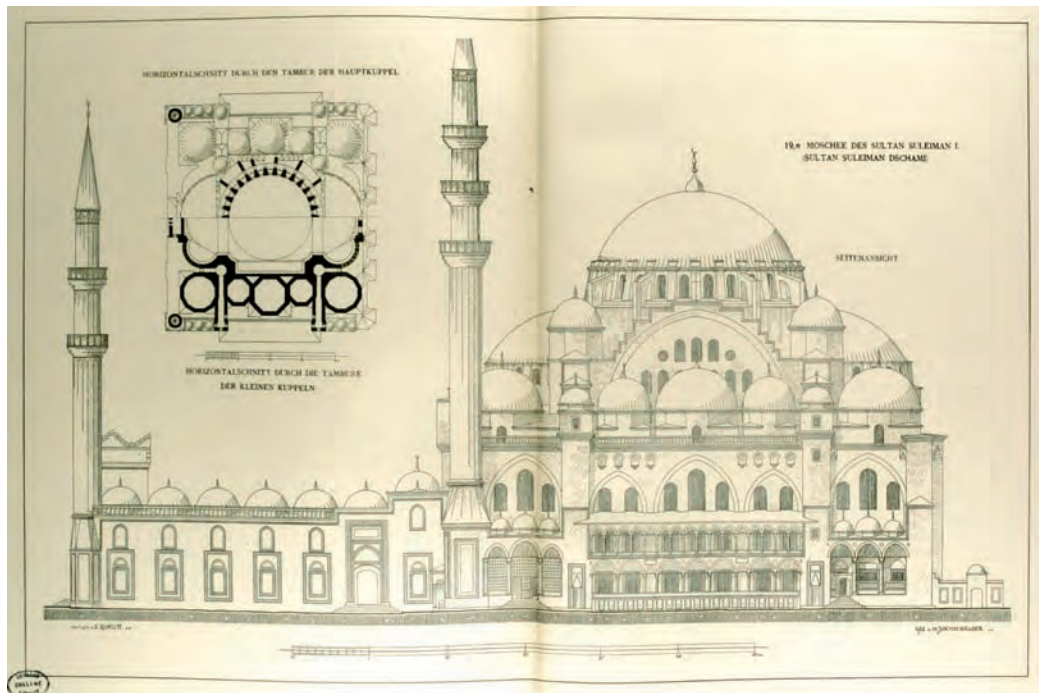 HORIZONTALSCHNITT DURCH DEN TAMBUR DER HAUPTKUPPEL
19,e MOSCHEE DES SULTAN SULEIMAN I.
(SULTAN SULEIMAN DSCHAMI)
SEITENANSICHT
HORIZONTALSCHNITT DURCH DIE TAMBURE
DER KLEINEN KUPPELN
C. GURLITT